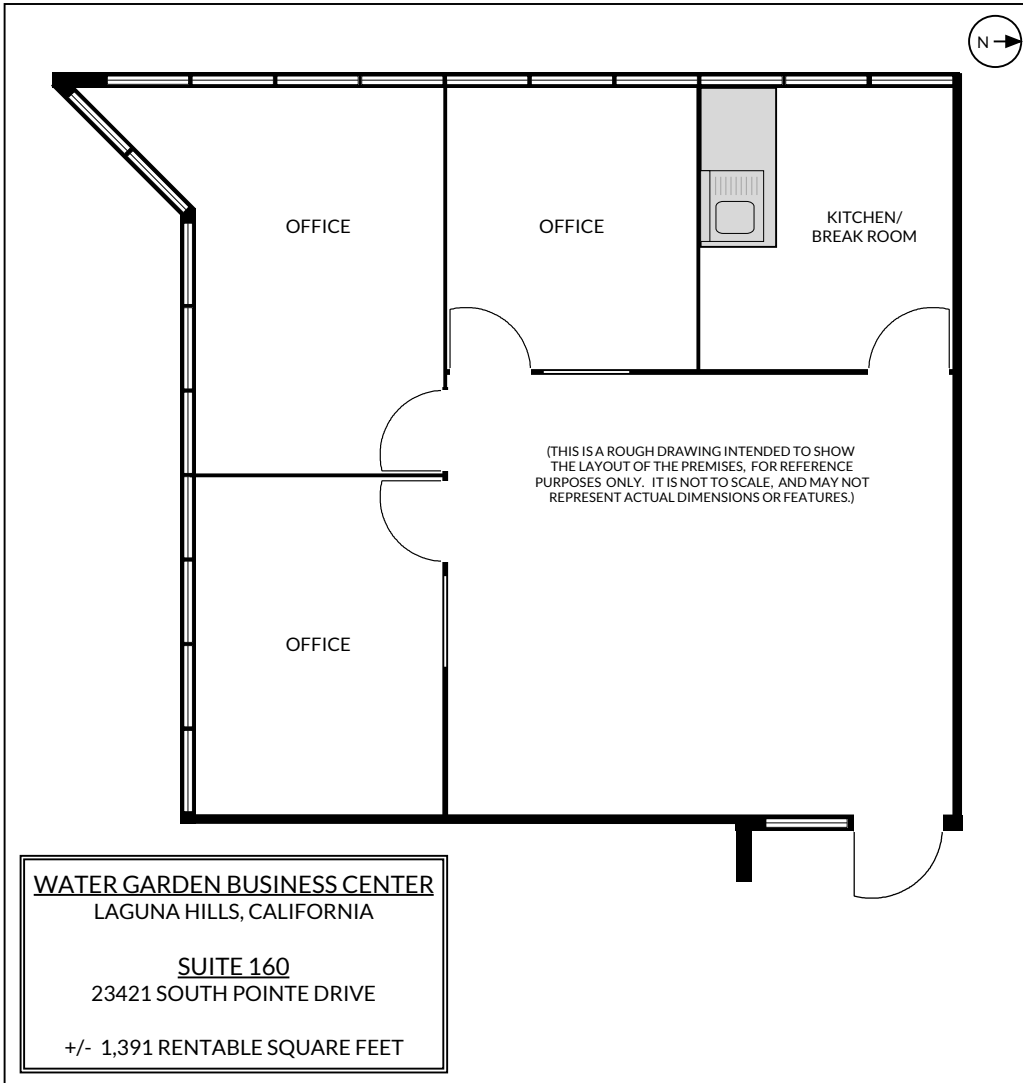 N
OFFICE
OFFICE
KITCHEN/
BREAK ROOM
(THIS IS A ROUGH DRAWING INTENDED TO SHOW
THE LAYOUT OF THE PREMISES, FOR REFERENCE
PURPOSES ONLY. IT IS NOT TO SCALE, AND MAY NOT
REPRESENT ACTUAL DIMENSIONS OR FEATURES.)
OFFICE
WATER GARDEN BUSINESS CENTER
LAGUNA HILLS, CALIFORNIA
SUITE 160
23421 SOUTH POINTE DRIVE
+/- 1,391 RENTABLE SQUARE FEET